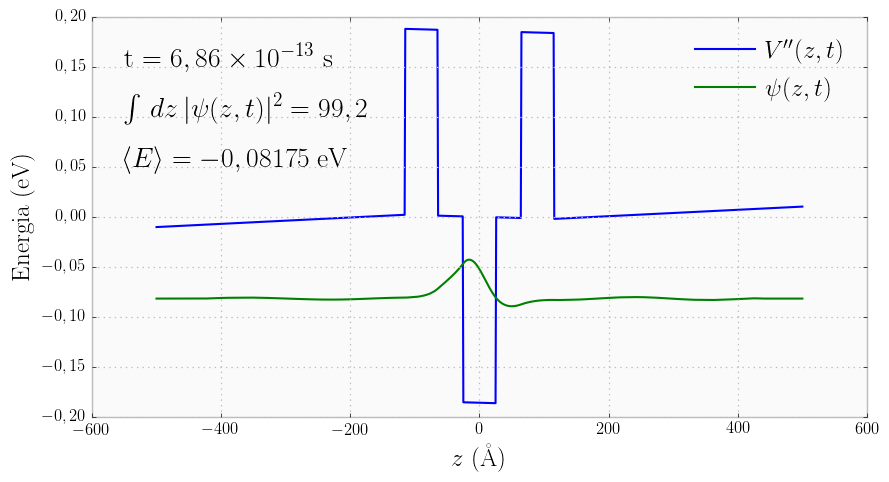 0,20
0,15
0,10
0,05
0,00
−0,05
−0,10
−0,15
−0,20
Energia (eV)
t = 6,86 × 10⁻¹³ s
∫ dz |ψ(z, t)|² = 99,2
⟨E⟩ = −0,08175 eV
V″(z, t)
ψ(z, t)
−600 −400 −200 0 200 400 600
z (Å)